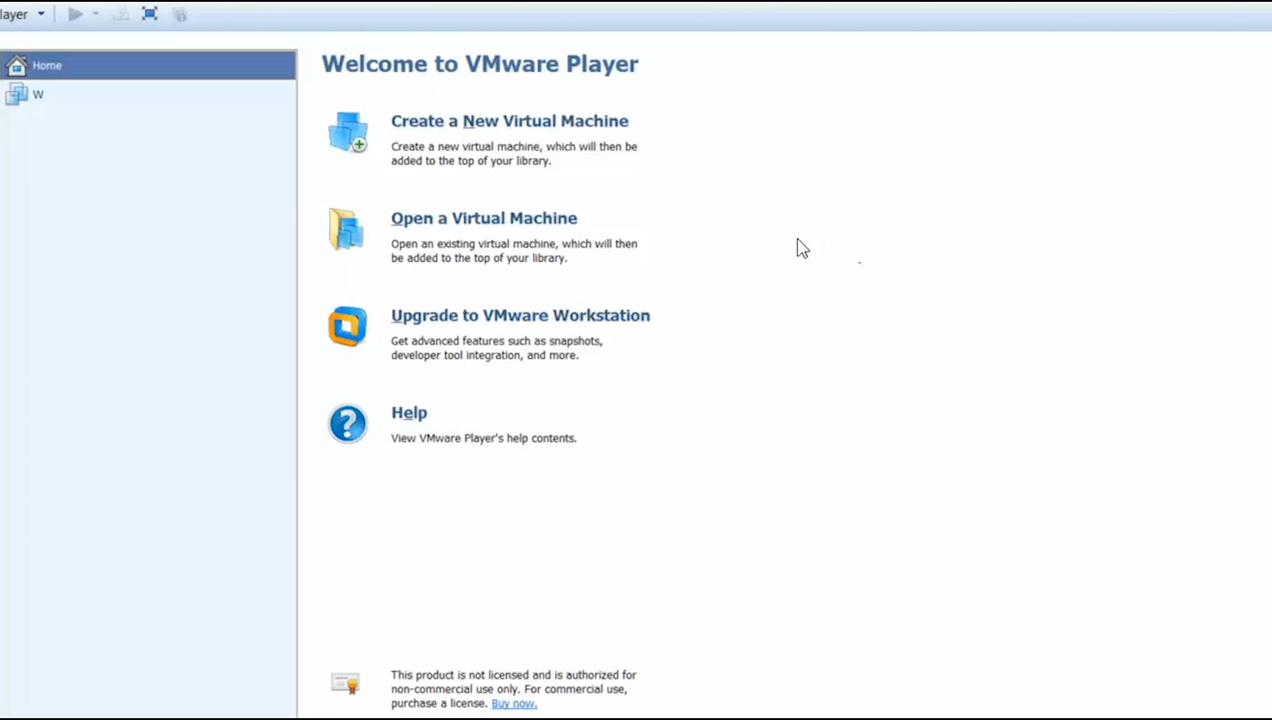 layer
Home
W
Welcome to VMware Player
Create a New Virtual Machine
Create a new virtual machine, which will then be
added to the top of your library.
Open a Virtual Machine
Open an existing virtual machine, which will then
be added to the top of your library.
Upgrade to VMware Workstation
Get advanced features such as snapshots,
developer tool integration, and more.
Help
View VMware Player's help contents.
This product is not licensed and is authorized for
non-commercial use only. For commercial use,
purchase a license. Buy now.